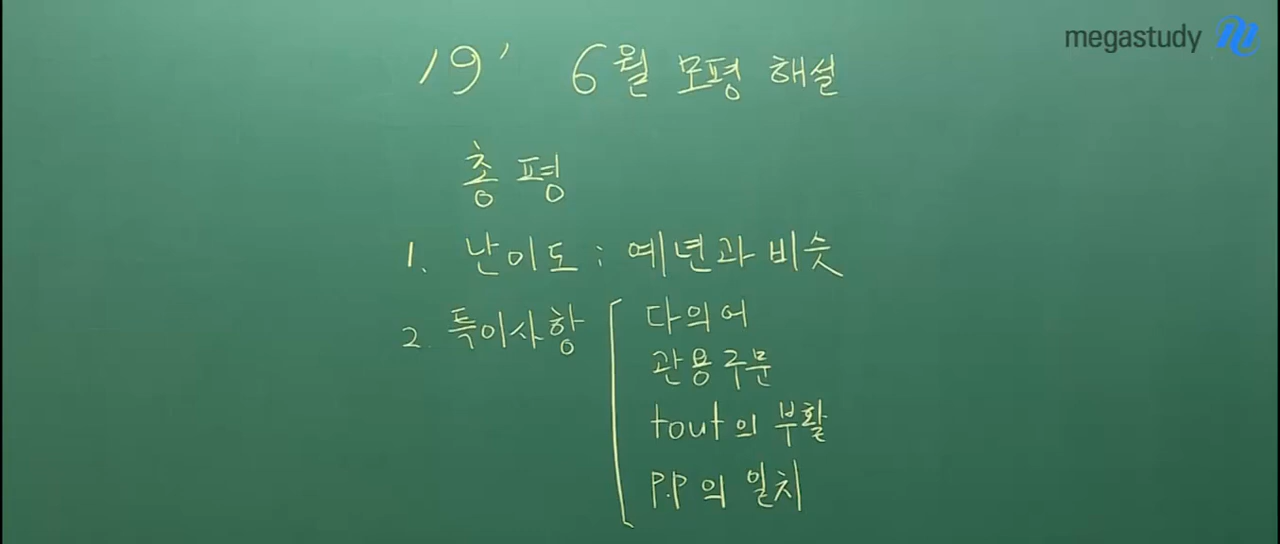 megastudy
19' 6월 모평 해설
총평
1. 난이도 : 예년과 비슷
2. 특이사항
다의어
관용구문
tout의 부활
P.P의 일치